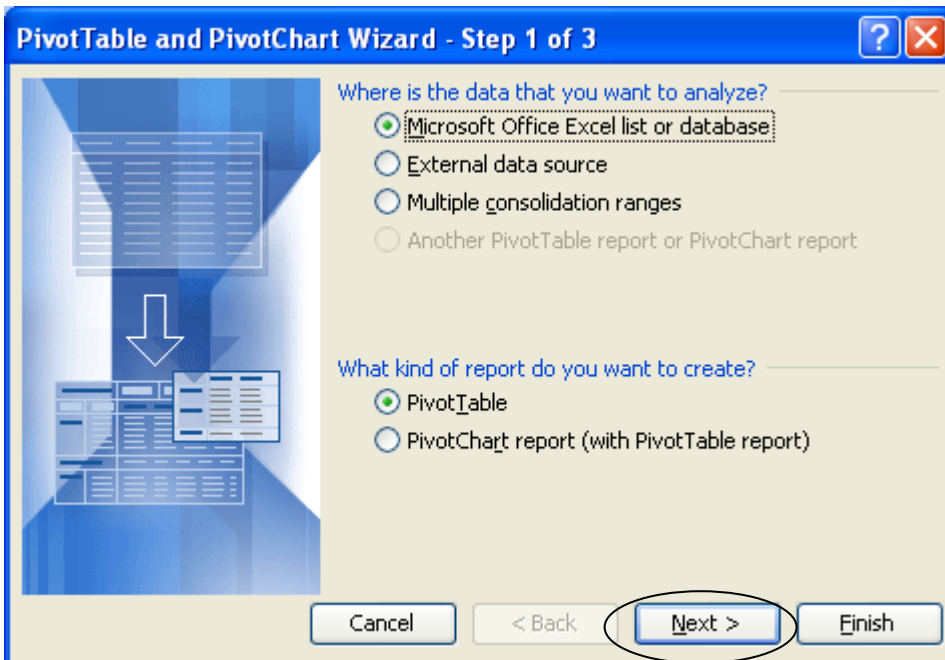 PivotTable and PivotChart Wizard - Step 1 of 3
Where is the data that you want to analyze?
Microsoft Office Excel list or database
External data source
Multiple consolidation ranges
Another PivotTable report or PivotChart report
What kind of report do you want to create?
PivotTable
PivotChart report (with PivotTable report)
Cancel < Back Next > Finish